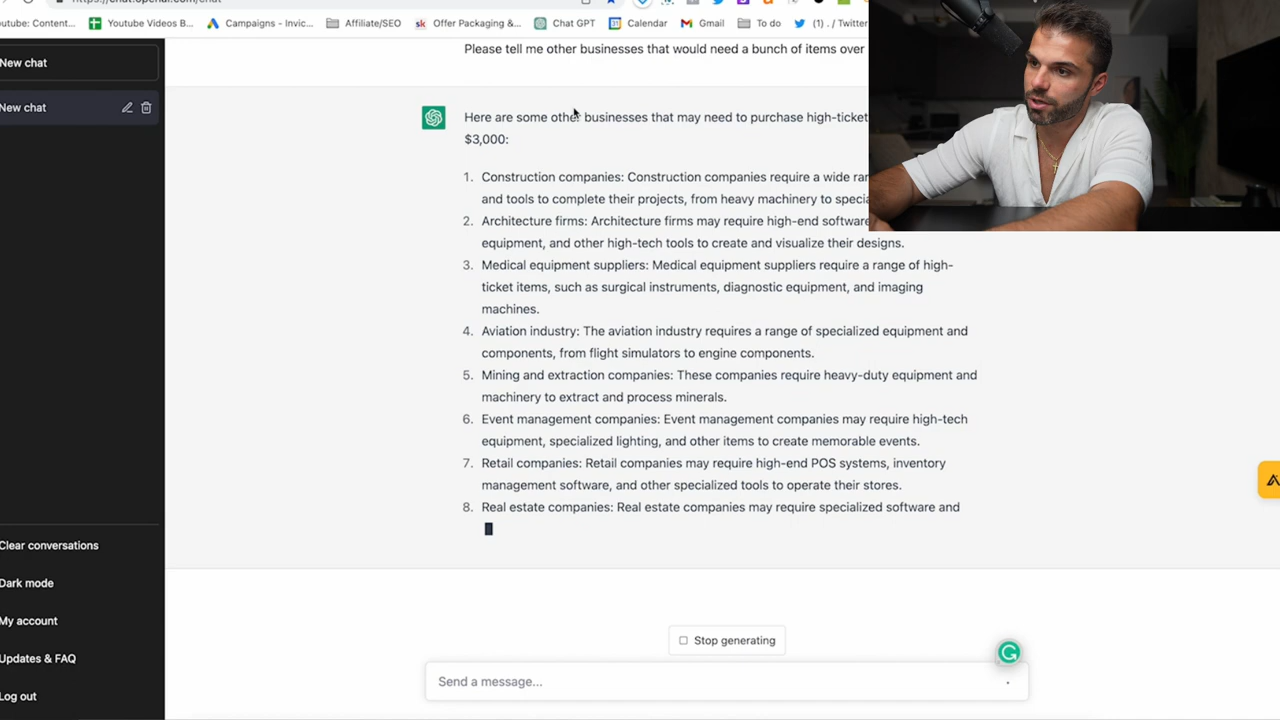 https://chat.openai.com/chat
utube: Content...
Youtube Videos B...
Campaigns - Invic...
Affiliate/SEO
Offer Packaging &...
Chat GPT
Calendar
Gmail
To do
(1) . / Twitter
New chat
Please tell me other businesses that would need a bunch of items over
New chat
Here are some other businesses that may need to purchase high-ticket
$3,000:
1. Construction companies: Construction companies require a wide ran
and tools to complete their projects, from heavy machinery to specia
2. Architecture firms: Architecture firms may require high-end software
equipment, and other high-tech tools to create and visualize their designs.
3. Medical equipment suppliers: Medical equipment suppliers require a range of high-
ticket items, such as surgical instruments, diagnostic equipment, and imaging
machines.
4. Aviation industry: The aviation industry requires a range of specialized equipment and
components, from flight simulators to engine components.
5. Mining and extraction companies: These companies require heavy-duty equipment and
machinery to extract and process minerals.
6. Event management companies: Event management companies may require high-tech
equipment, specialized lighting, and other items to create memorable events.
7. Retail companies: Retail companies may require high-end POS systems, inventory
management software, and other specialized tools to operate their stores.
8. Real estate companies: Real estate companies may require specialized software and
Clear conversations
Dark mode
My account
Updates & FAQ
Log out
Stop generating
Send a message...